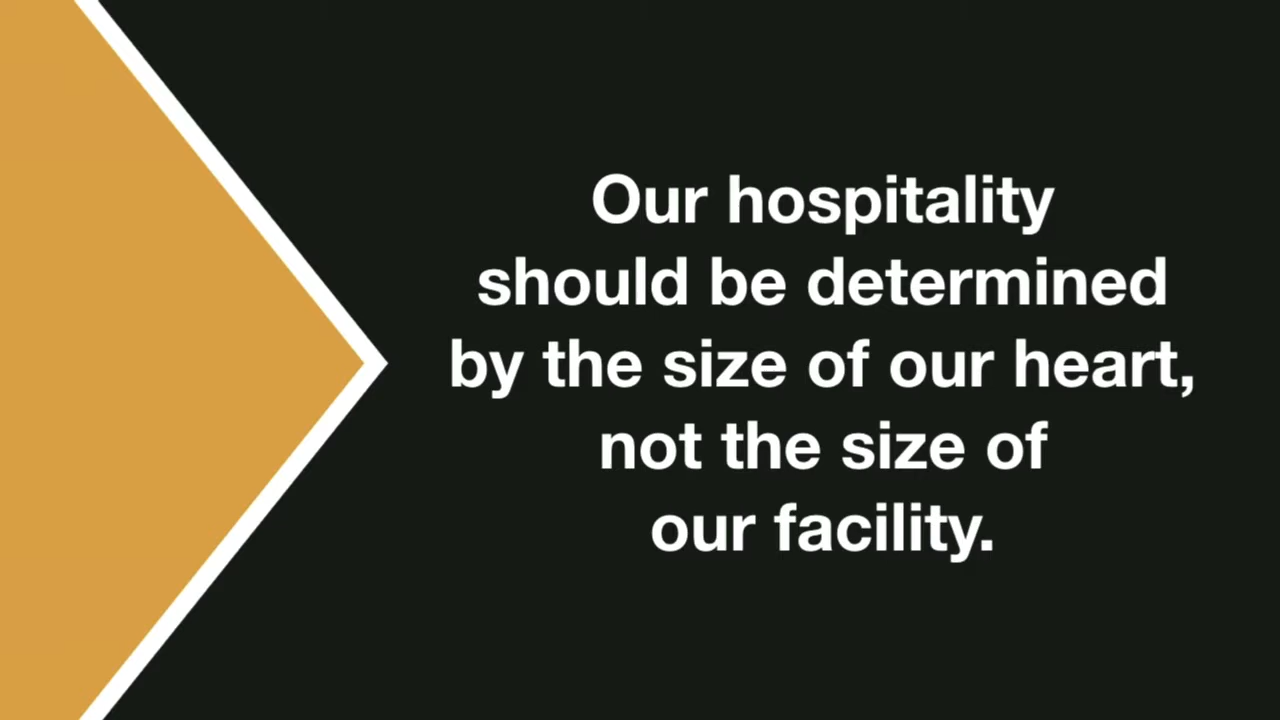 Our hospitality
should be determined
by the size of our heart,
not the size of
our facility.